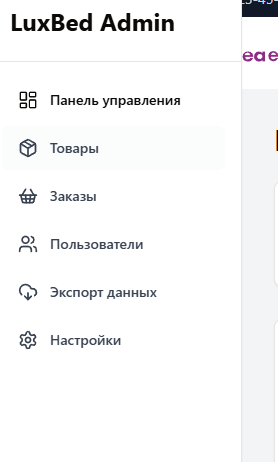 LuxBed Admin
Панель управления
Товары
Заказы
Пользователи
Экспорт данных
Настройки